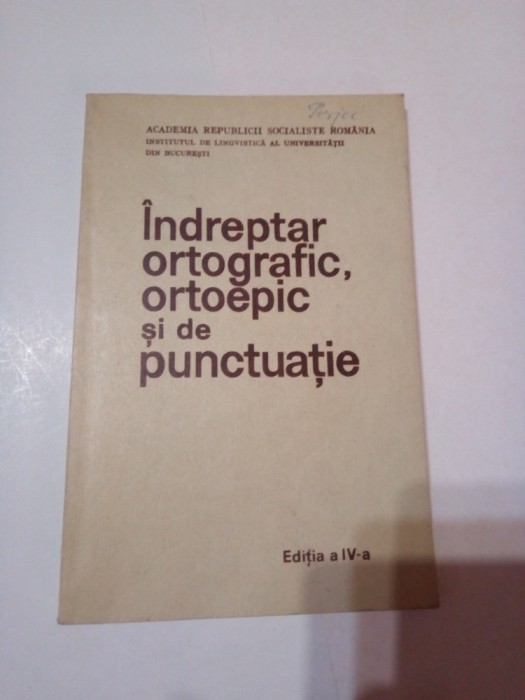 ACADEMIA REPUBLICII SOCIALISTE ROMÂNIA
INSTITUTUL DE LINGVISTICĂ AL UNIVERSITĂȚII
DIN BUCUREȘTI
Îndreptar
ortografic,
ortoepic
și de
punctuație
Ediția a IV-a